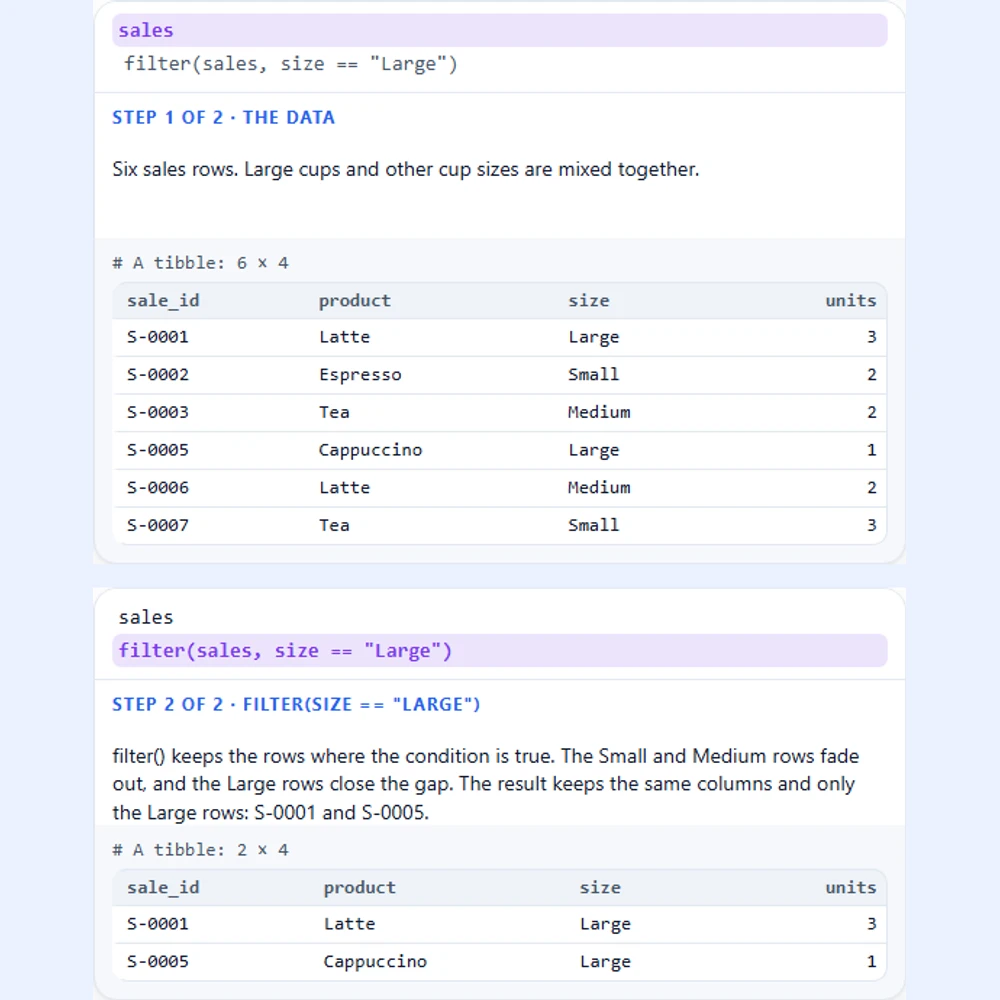 sales
filter(sales, size == "Large")
STEP 1 OF 2 · THE DATA
Six sales rows. Large cups and other cup sizes are mixed together.
# A tibble: 6 × 4
sale_id product size units
S-0001 Latte Large 3
S-0002 Espresso Small 2
S-0003 Tea Medium 2
S-0005 Cappuccino Large 1
S-0006 Latte Medium 2
S-0007 Tea Small 3
sales
filter(sales, size == "Large")
STEP 2 OF 2 · FILTER(SIZE == "LARGE")
filter() keeps the rows where the condition is true. The Small and Medium rows fade
out, and the Large rows close the gap. The result keeps the same columns and only
the Large rows: S-0001 and S-0005.
# A tibble: 2 × 4
sale_id product size units
S-0001 Latte Large 3
S-0005 Cappuccino Large 1